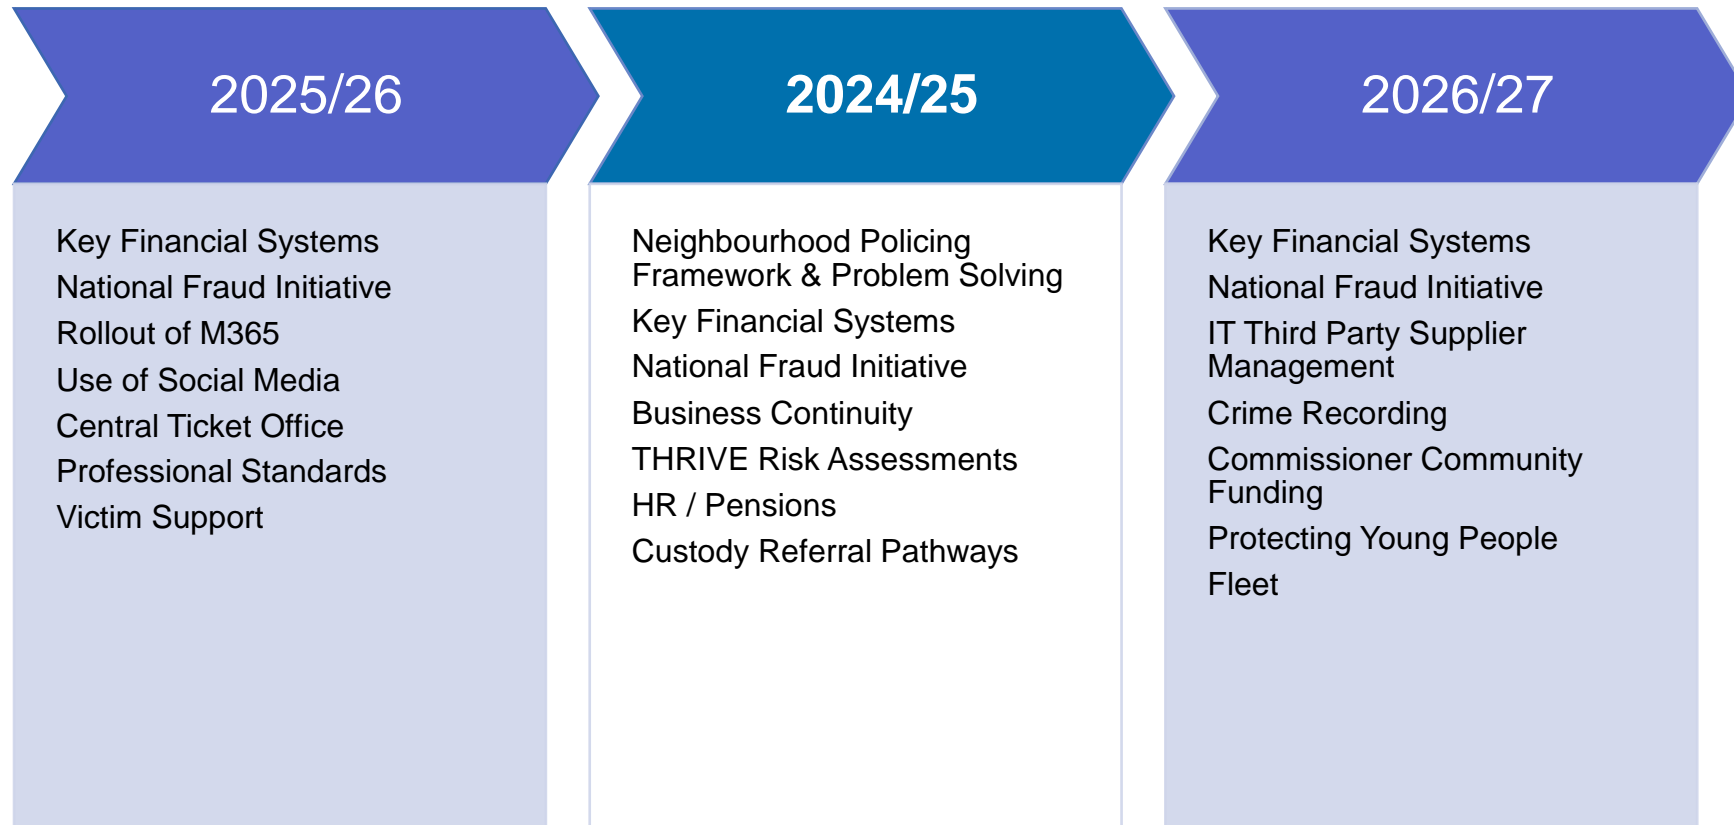 2025/26
Key Financial Systems
National Fraud Initiative
Rollout of M365
Use of Social Media
Central Ticket Office
Professional Standards
Victim Support
2024/25
Neighbourhood Policing
Framework & Problem Solving
Key Financial Systems
National Fraud Initiative
Business Continuity
THRIVE Risk Assessments
HR / Pensions
Custody Referral Pathways
2026/27
Key Financial Systems
National Fraud Initiative
IT Third Party Supplier
Management
Crime Recording
Commissioner Community
Funding
Protecting Young People
Fleet